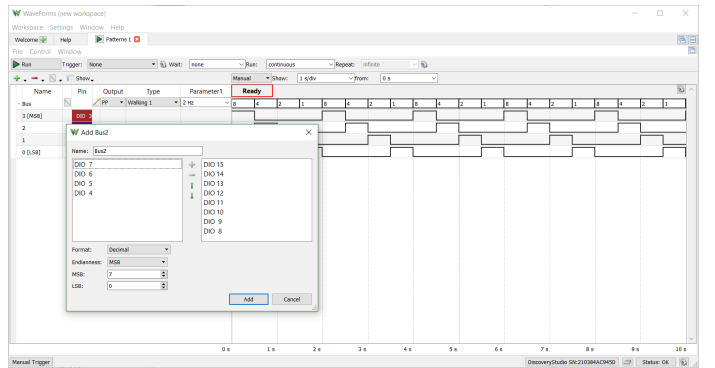 WaveForms (new workspace)
Workspace Settings Window Help
Welcome Help Patterns 1
File Control Window
Run Trigger: None Wait: none Run: continuous Repeat: infinite
Show Manual Show: 1 s/div From: 0 s
Name Pin Output Type Parameter1 Ready
Bus PP Walking 1 2 Hz 8 4 2 1 8 4 2 1 8 4 2 1 8 4 2 1 8 4 2 1
3 [MSB] DIO 3
2
1
0 [LSB]
Add Bus2
Name: Bus2
DIO 7 DIO 15
DIO 6 DIO 14
DIO 5 DIO 13
DIO 4 DIO 12
DIO 11
DIO 10
DIO 9
DIO 8
Format: Decimal
Endianness: MSB
MSB: 7
LSB: 0
Add Cancel
0 s 1 s 2 s 3 s 4 s 5 s 6 s 7 s 8 s 9 s 10 s
Manual Trigger DiscoveryStudio SN:210384AC945D Status: OK